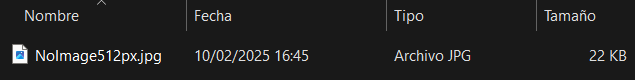 Nombre Fecha Tipo Tamaño
NoImage512px.jpg 10/02/2025 16:45 Archivo JPG 22 KB